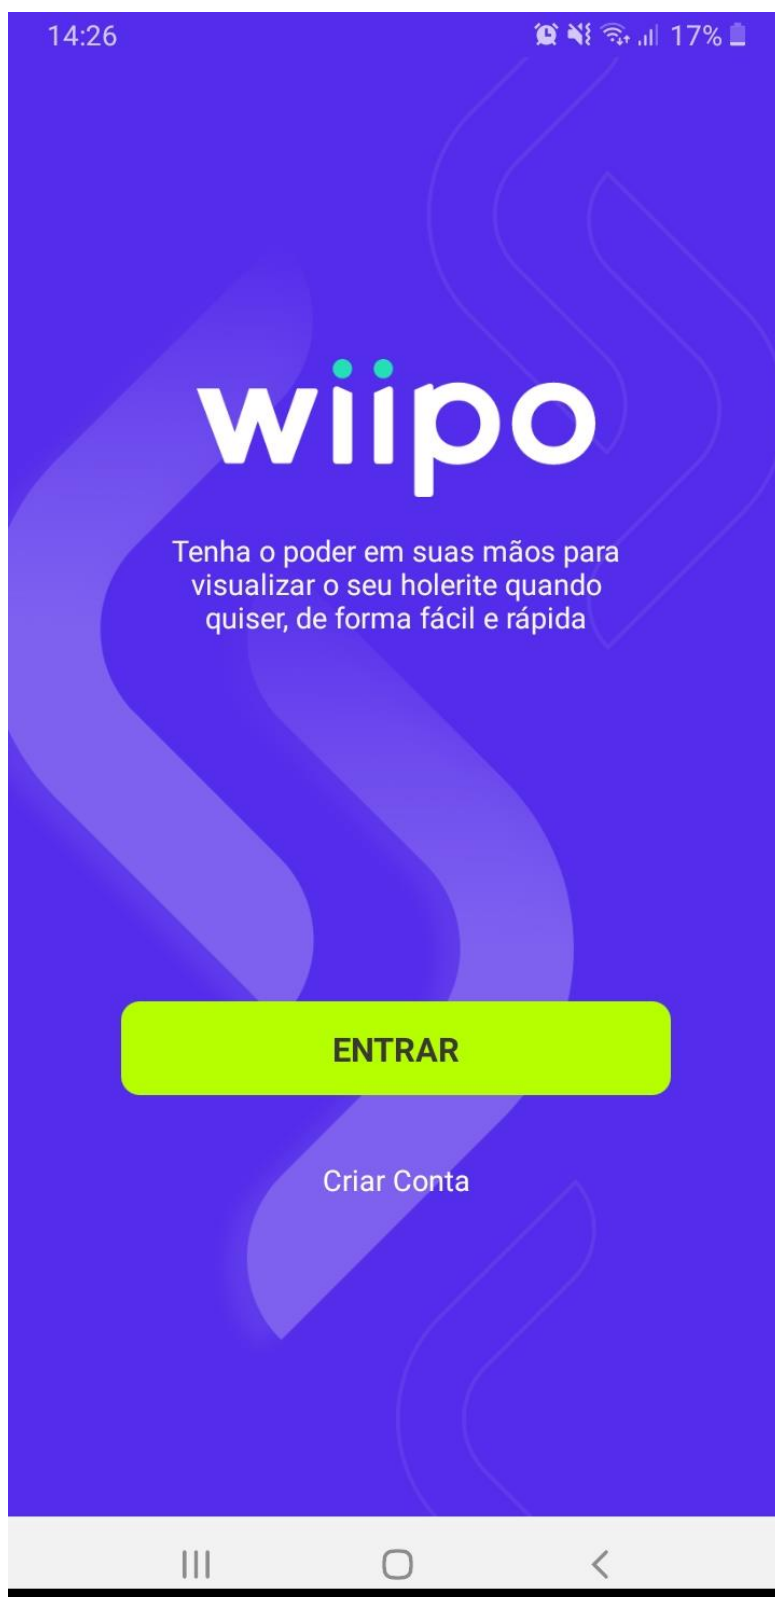 14:26
17%
wiipo
Tenha o poder em suas mãos para
visualizar o seu holerite quando
quiser, de forma fácil e rápida
ENTRAR
Criar Conta